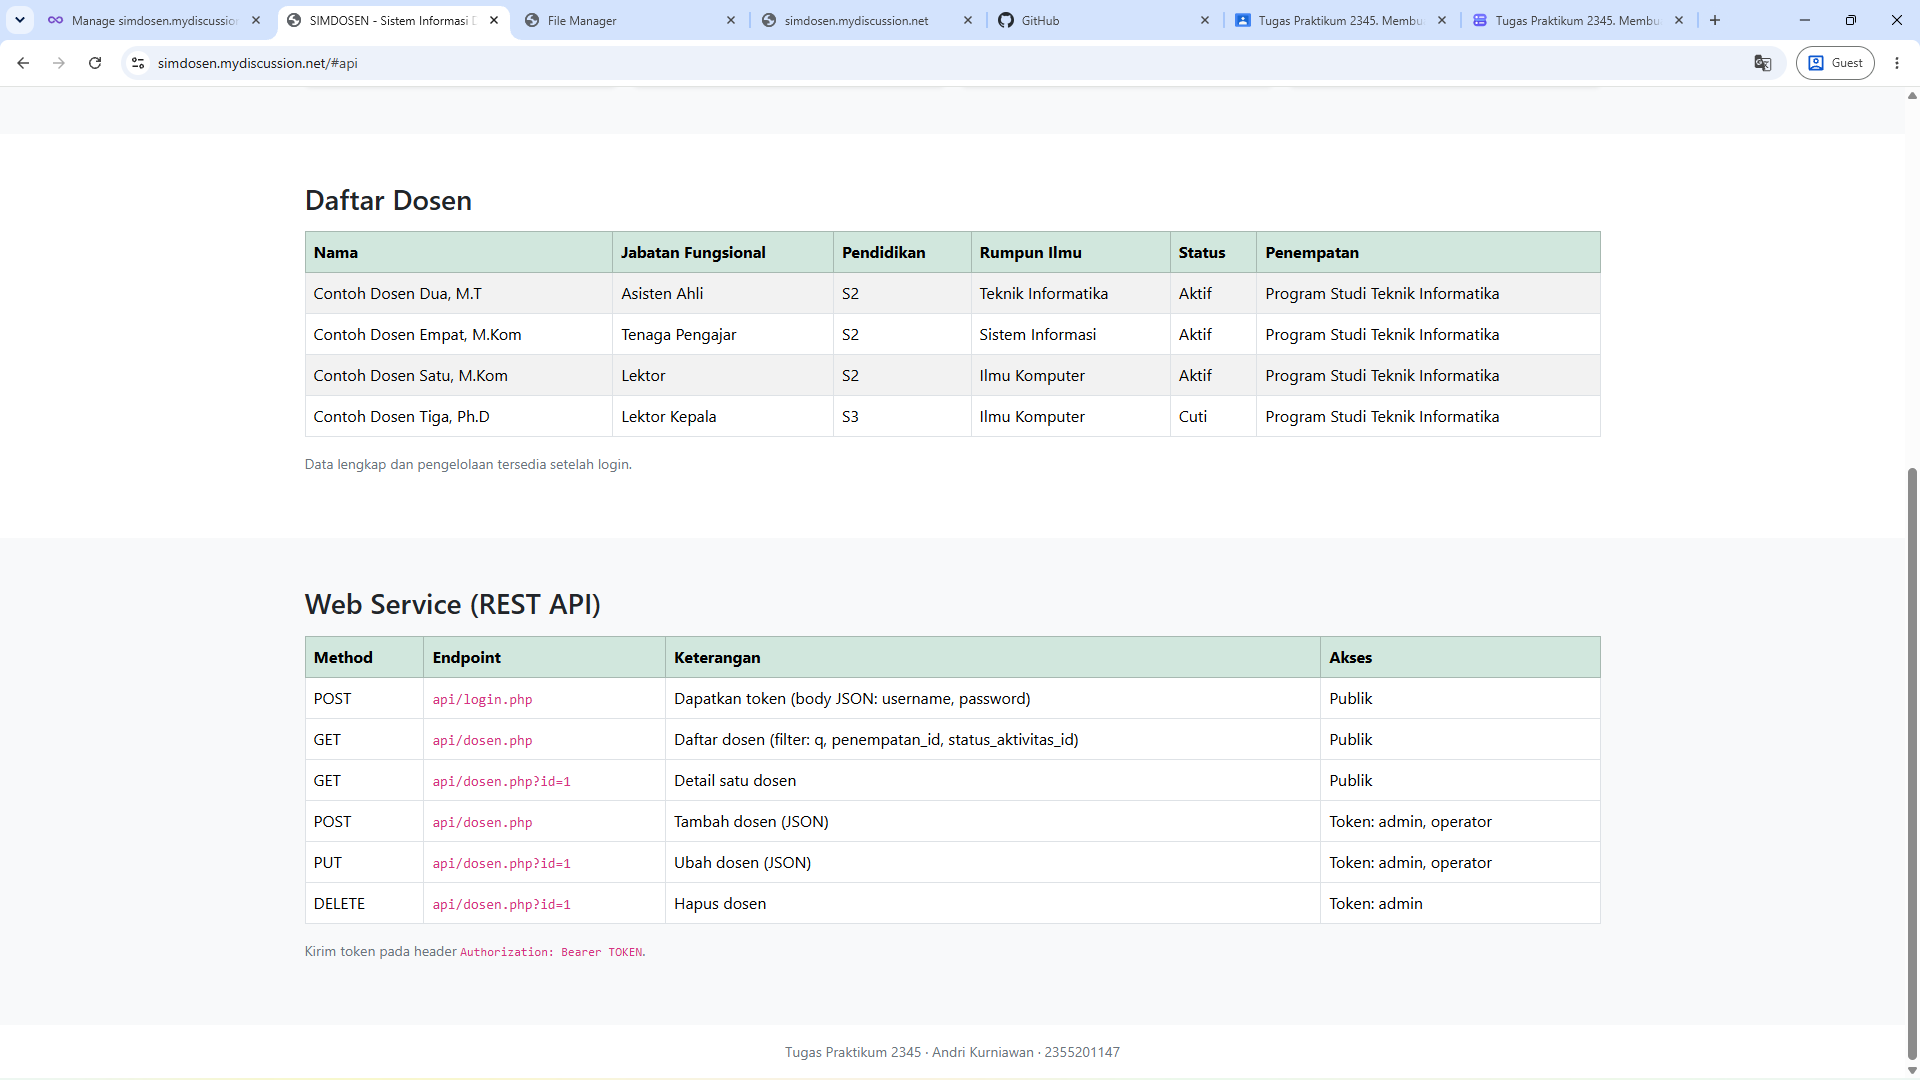 Manage simdosen.mydiscussion
SIMDOSEN - Sistem Informasi D
File Manager
simdosen.mydiscussion.net
GitHub
Tugas Praktikum 2345. Membu
Tugas Praktikum 2345. Membu
simdosen.mydiscussion.net/#api
Guest
Daftar Dosen
Nama Jabatan Fungsional Pendidikan Rumpun Ilmu Status Penempatan
Contoh Dosen Dua, M.T Asisten Ahli S2 Teknik Informatika Aktif Program Studi Teknik Informatika
Contoh Dosen Empat, M.Kom Tenaga Pengajar S2 Sistem Informasi Aktif Program Studi Teknik Informatika
Contoh Dosen Satu, M.Kom Lektor S2 Ilmu Komputer Aktif Program Studi Teknik Informatika
Contoh Dosen Tiga, Ph.D Lektor Kepala S3 Ilmu Komputer Cuti Program Studi Teknik Informatika
Data lengkap dan pengelolaan tersedia setelah login.
Web Service (REST API)
Method Endpoint Keterangan Akses
POST api/login.php Dapatkan token (body JSON: username, password) Publik
GET api/dosen.php Daftar dosen (filter: q, penempatan_id, status_aktivitas_id) Publik
GET api/dosen.php?id=1 Detail satu dosen Publik
POST api/dosen.php Tambah dosen (JSON) Token: admin, operator
PUT api/dosen.php?id=1 Ubah dosen (JSON) Token: admin, operator
DELETE api/dosen.php?id=1 Hapus dosen Token: admin
Kirim token pada header Authorization: Bearer TOKEN.
Tugas Praktikum 2345 · Andri Kurniawan · 2355201147